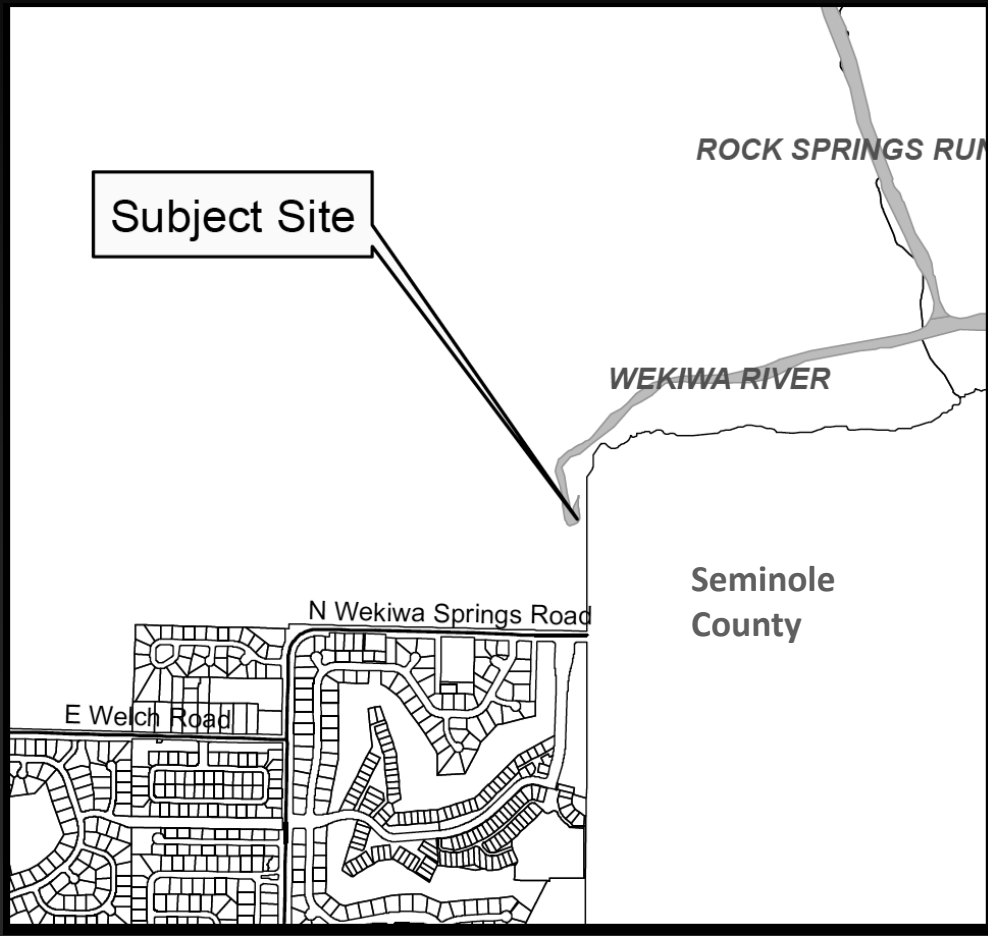 ROCK SPRINGS RUN
Subject Site
WEKIWA RIVER
Seminole
County
N Wekiwa Springs Road
E Welch Road